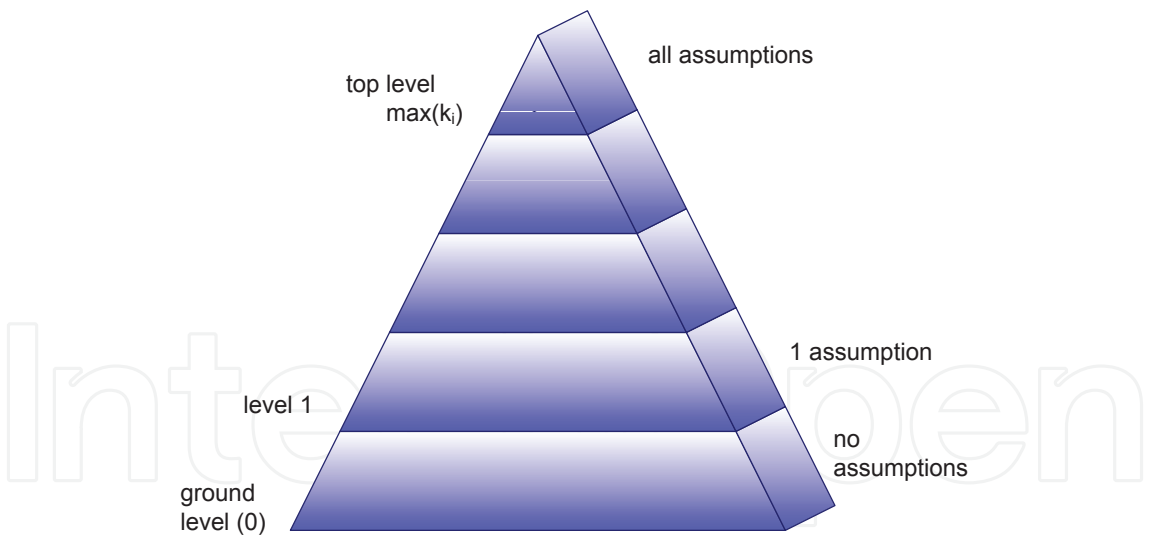 all assumptions
top level
max(kᵢ)
1 assumption
level 1
no
assumptions
ground
level (0)